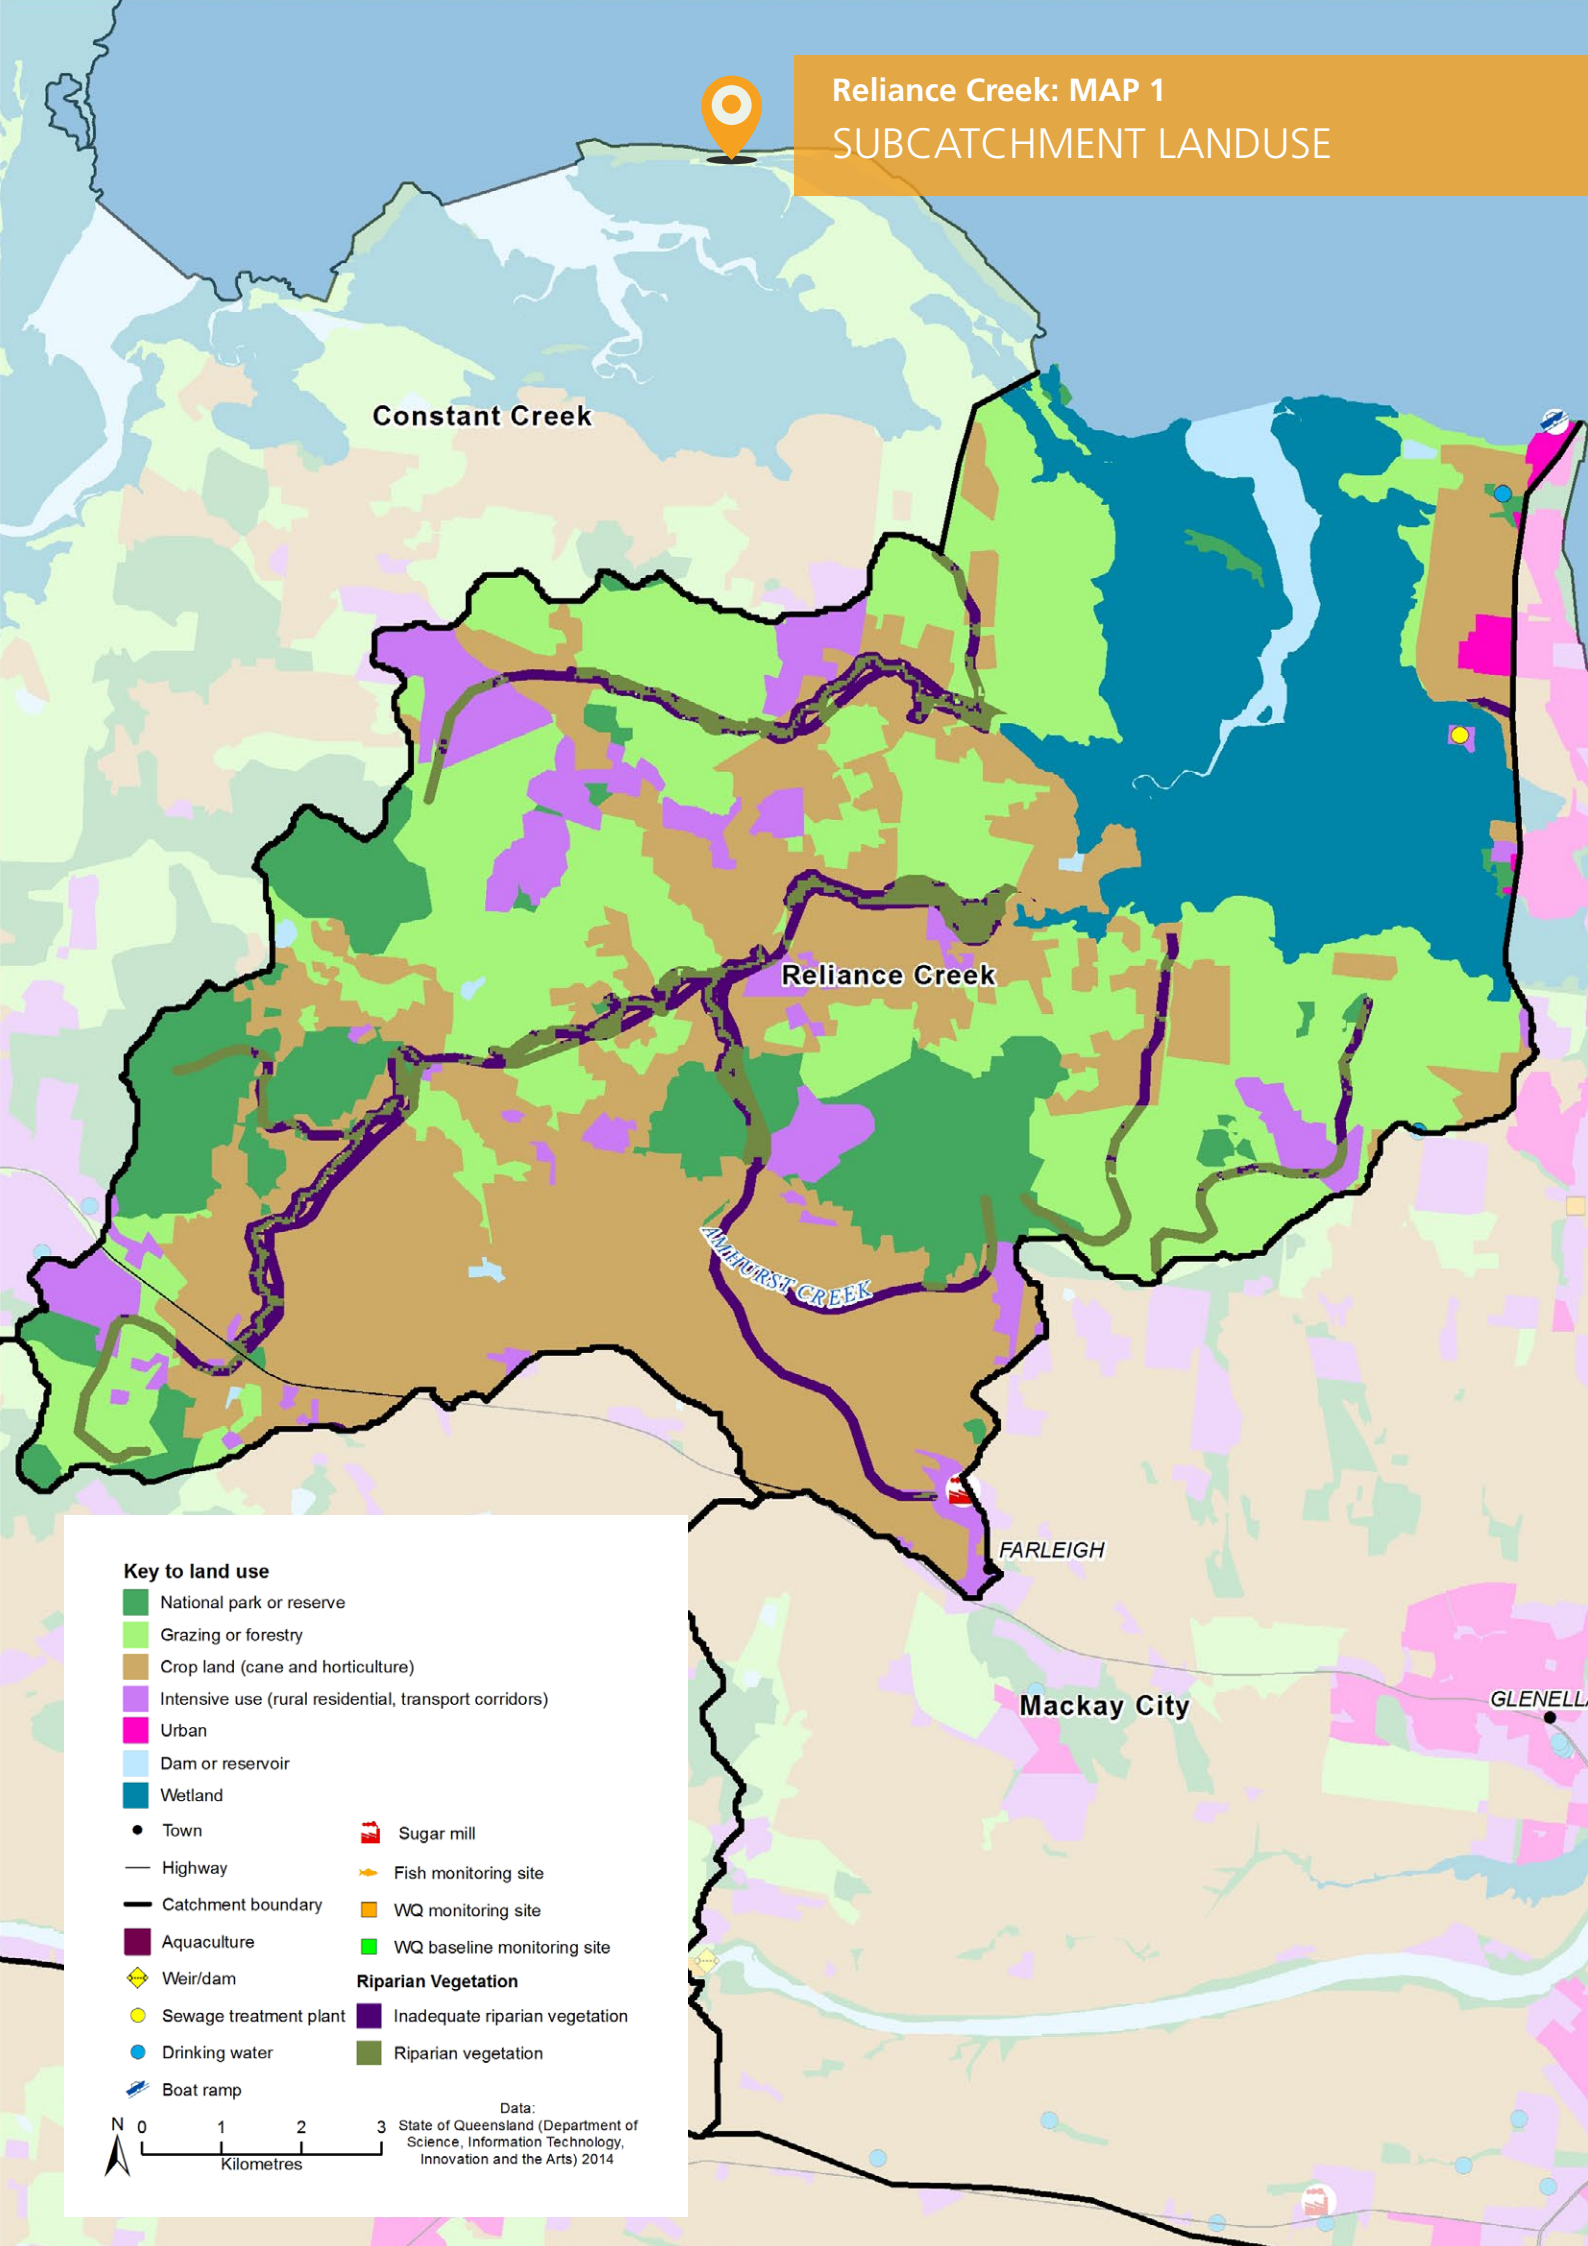 Reliance Creek: MAP 1
SUBCATCHMENT LANDUSE
Constant Creek
Reliance Creek
AMHURST CREEK
FARLEIGH
Mackay City
GLENELLA
Key to land use
National park or reserve
Grazing or forestry
Crop land (cane and horticulture)
Intensive use (rural residential, transport corridors)
Urban
Dam or reservoir
Wetland
Town
Highway
Catchment boundary
Aquaculture
Weir/dam
Sewage treatment plant
Drinking water
Boat ramp
Sugar mill
Fish monitoring site
WQ monitoring site
WQ baseline monitoring site
Riparian Vegetation
Inadequate riparian vegetation
Riparian vegetation
N 0 1 2 3
Kilometres
Data:
State of Queensland (Department of
Science, Information Technology,
Innovation and the Arts) 2014